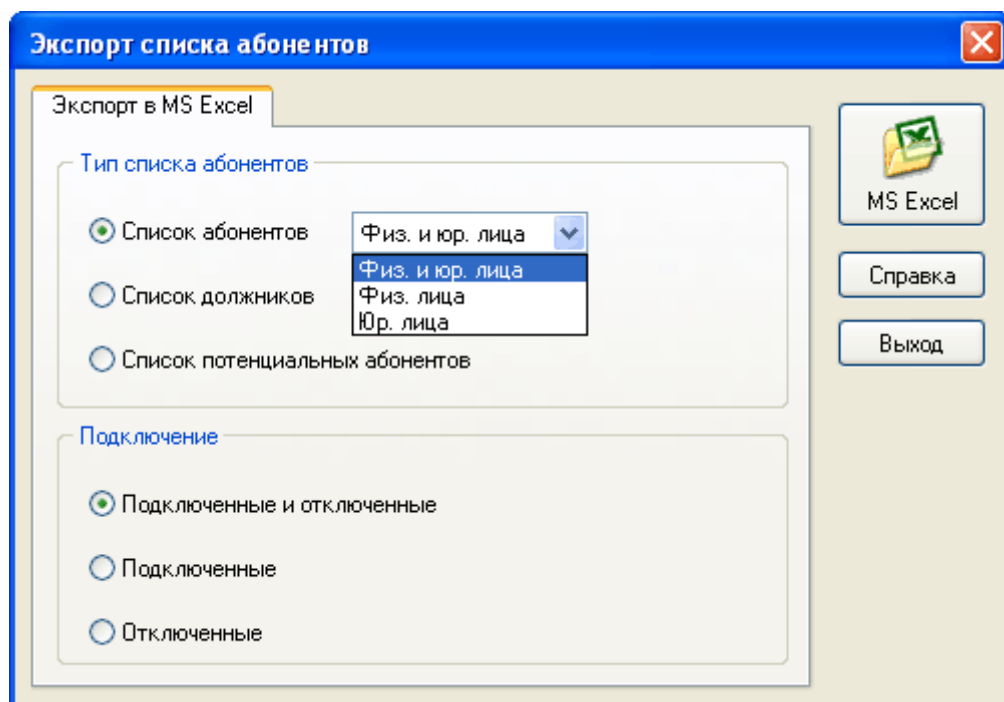 Экспорт списка абонентов
Экспорт в MS Excel
Тип списка абонентов
Список абонентов
Физ. и юр. лица
Физ. и юр. лица
Физ. лица
Юр. лица
Список должников
Список потенциальных абонентов
Подключение
Подключенные и отключенные
Подключенные
Отключенные
MS Excel
Справка
Выход